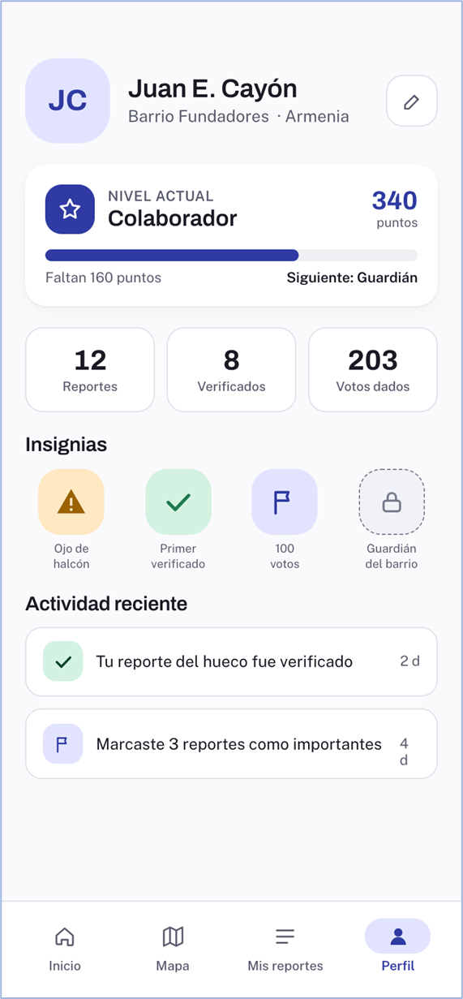 JC
Juan E. Cayón
Barrio Fundadores · Armenia
NIVEL ACTUAL
Colaborador
340
puntos
Faltan 160 puntos
Siguiente: Guardián
12
Reportes
8
Verificados
203
Votos dados
Insignias
Ojo de
halcón
Primer
verificado
100
votos
Guardián
del barrio
Actividad reciente
Tu reporte del hueco fue verificado
2 d
Marcaste 3 reportes como importantes
4
d
Inicio
Mapa
Mis reportes
Perfil